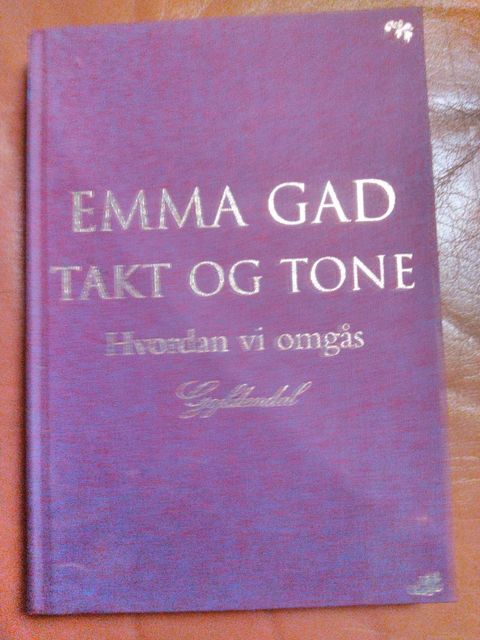 EMMA GAD
TAKT OG TONE
Hvordan vi omgås
Gyldendal